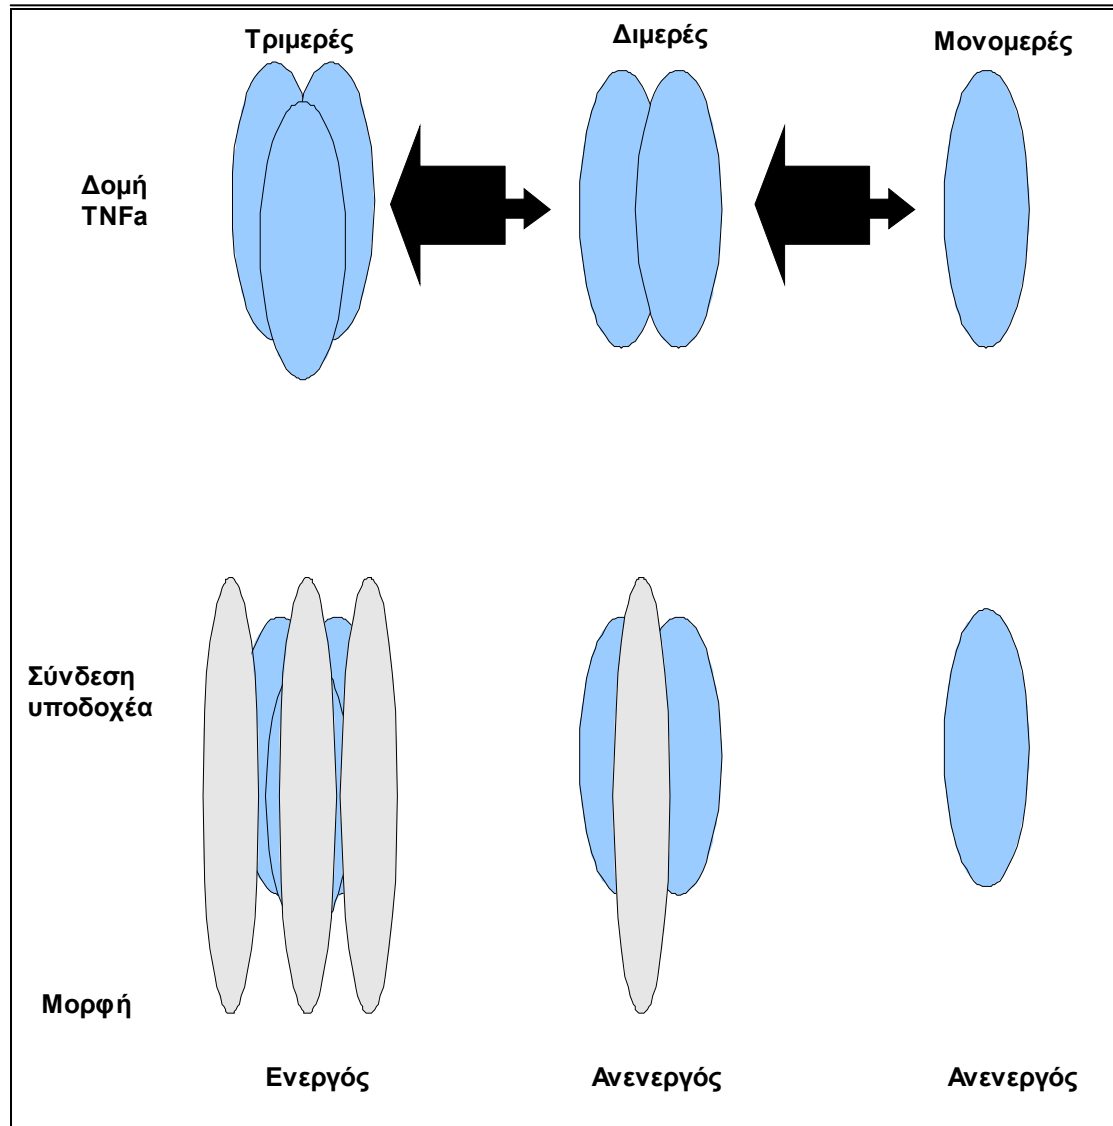 Τριμερές
Διμερές
Μονομερές
Δομή
TNFa
Σύνδεση
υποδοχέα
Μορφή
Ενεργός
Ανενεργός
Ανενεργός